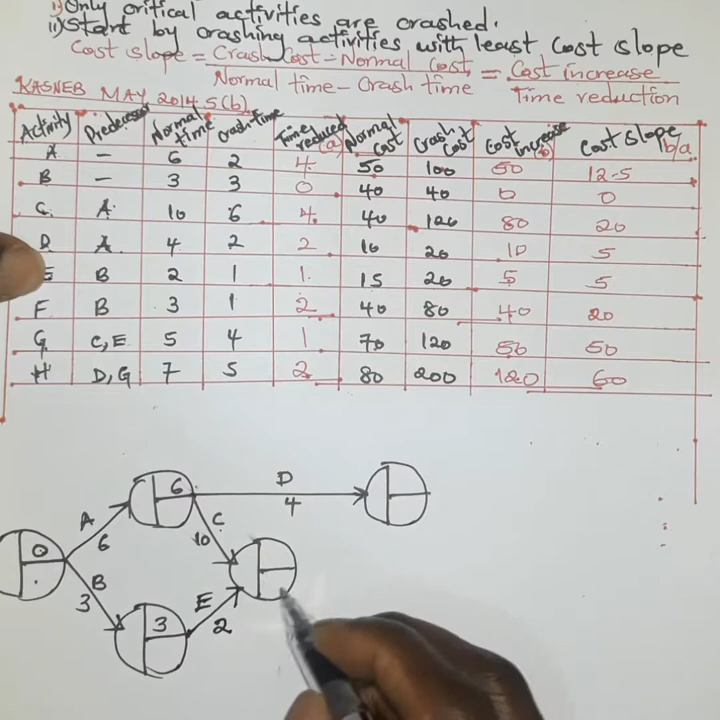 i) Only critical activities are crashed.
ii) Start by crashing activities with least cost slope
Cost slope = Crash Cost - Normal Cost = Cost increase
Normal time - Crash time Time reduction
KASNEB MAY 2014 5(b)
Activity Predecessor Normal time Crash time Time reduced (a) Normal cost Crash cost Cost increase (b) Cost slope b/a
A - 6 2 4 50 100 50 12.5
B - 3 3 0 40 40 0 0
C A 10 6 4 40 120 80 20
D A 4 2 2 10 20 10 5
E B 2 1 1 15 20 5 5
F B 3 1 2 40 80 40 20
G C, E 5 4 1 70 120 50 50
H D, G 7 5 2 80 200 120 60
D
6
4
A
C
6
10
0
B
3
E
3
2